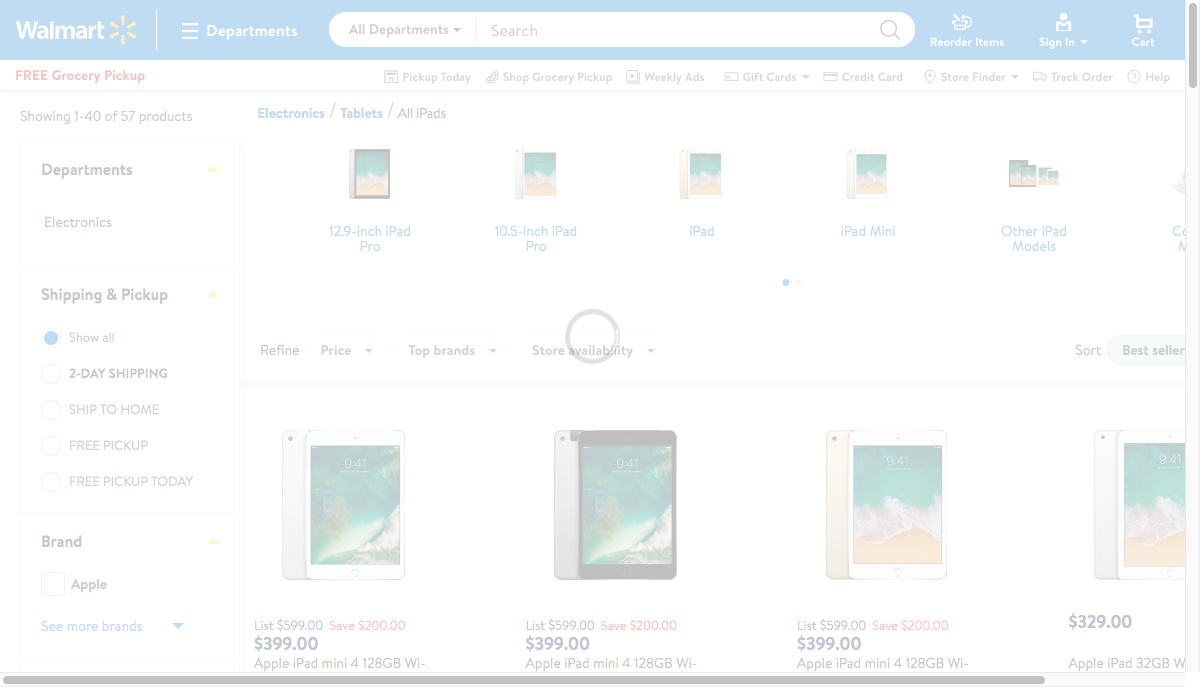 Walmart
Departments
All Departments
Search
Reorder Items
Sign In
Cart
FREE Grocery Pickup
Pickup Today
Shop Grocery Pickup
Weekly Ads
Gift Cards
Credit Card
Store Finder
Track Order
Help
Showing 1-40 of 57 products
Electronics / Tablets / All iPads
Departments
Electronics
Shipping & Pickup
Show all
2-DAY SHIPPING
SHIP TO HOME
FREE PICKUP
FREE PICKUP TODAY
Brand
Apple
See more brands
12.9-inch iPad
Pro
10.5-inch iPad
Pro
iPad
iPad Mini
Other iPad
Models
Refine
Price
Top brands
Store availability
Sort
Best seller
9:41
9:41
9:41
9:41
List $599.00 Save $200.00
$399.00
Apple iPad mini 4 128GB Wi-
List $599.00 Save $200.00
$399.00
Apple iPad mini 4 128GB Wi-
List $599.00 Save $200.00
$399.00
Apple iPad mini 4 128GB Wi-
$329.00
Apple iPad 32GB W